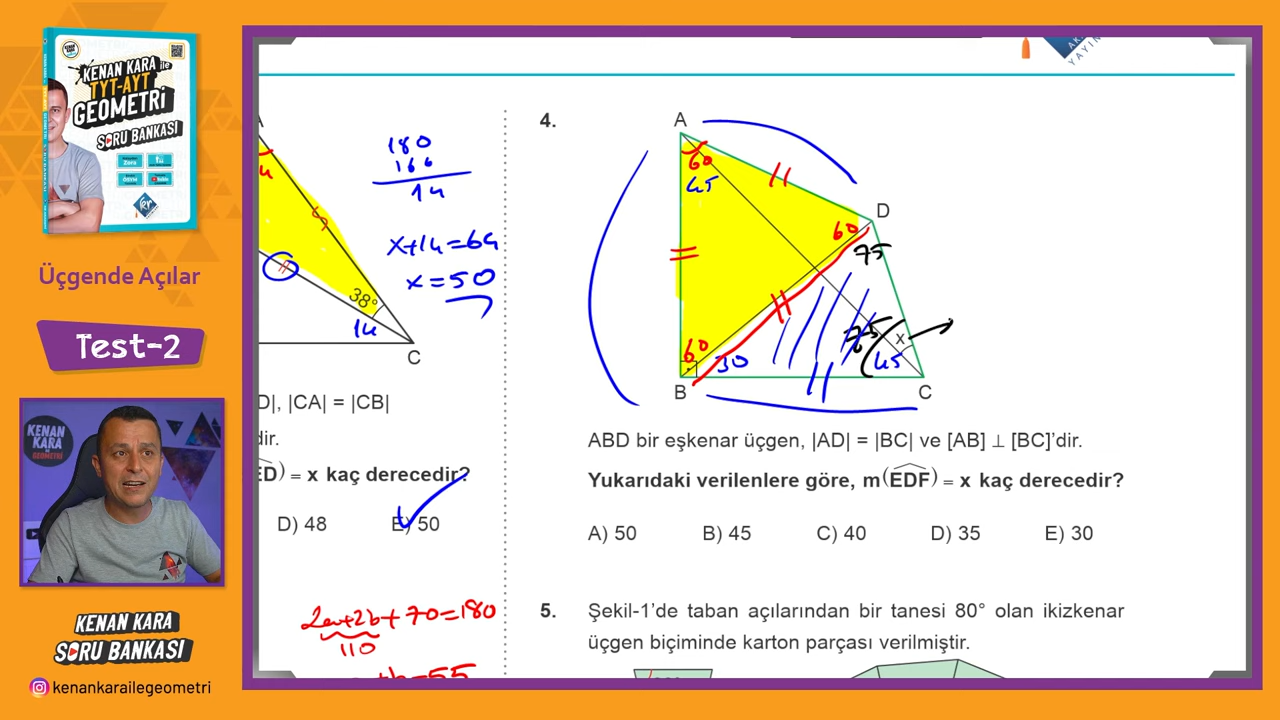 KENAN KARA ile
TYT-AYT
GEOMETRİ
SORU BANKASI
Üçgende Açılar
Test-2
KENAN KARA
SORU BANKASI
kenankarailegeometri
A
180
166
14
x+14=64
x=50
38°
14
C
D|, |CA| = |CB|
dir.
ED) = x kaç derecedir?
D) 48
E) 50
2a+2b+70=180
110
4.
A
60
45
D
60
75
75
x
60
30
45
B
C
ABD bir eşkenar üçgen, |AD| = |BC| ve [AB] ⊥ [BC]'dir.
Yukarıdaki verilenlere göre, m(EDF) = x kaç derecedir?
A) 50 B) 45 C) 40 D) 35 E) 30
5. Şekil-1'de taban açılarından bir tanesi 80° olan ikizkenar
üçgen biçiminde karton parçası verilmiştir.